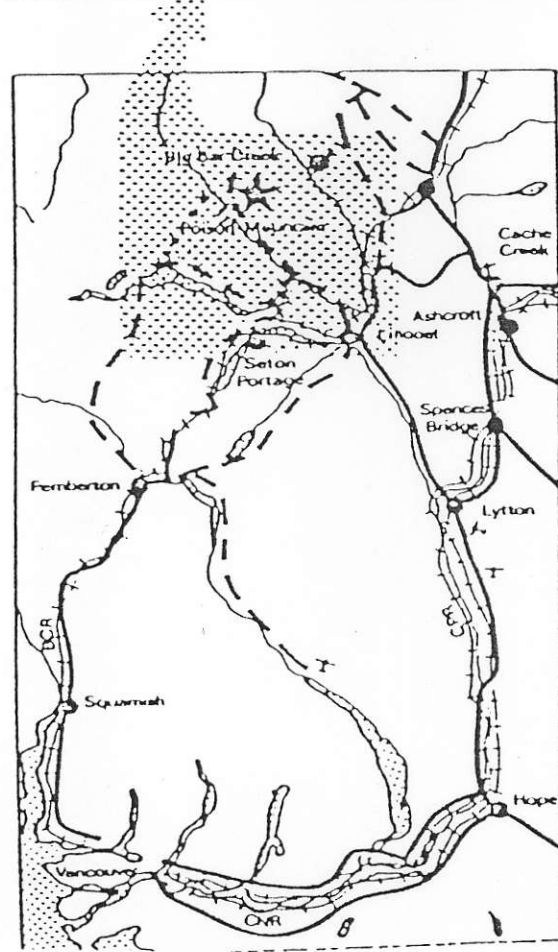 Big Bar Creek
Poison Mountain
Cache
Creek
Ashcroft
Lillooet
Seton
Portage
Spences
Bridge
Pemberton
Lytton
BCR
CPR
Squamish
Hope
Vancouver
CNR